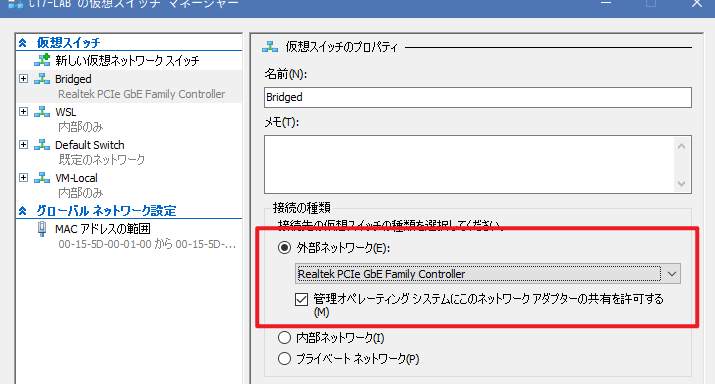 CT7-LAB の仮想スイッチ マネージャー
仮想スイッチ
新しい仮想ネットワーク スイッチ
Bridged
Realtek PCIe GbE Family Controller
WSL
内部のみ
Default Switch
既定のネットワーク
VM-Local
内部のみ
グローバル ネットワーク設定
MAC アドレスの範囲
00-15-5D-00-01-00 から 00-15-5D-...
仮想スイッチのプロパティ
名前(N):
Bridged
メモ(T):
接続の種類
接続先の仮想スイッチの種類を選択してください。
外部ネットワーク(E):
Realtek PCIe GbE Family Controller
管理オペレーティング システムにこのネットワーク アダプターの共有を許可する
(M)
内部ネットワーク(I)
プライベート ネットワーク(P)